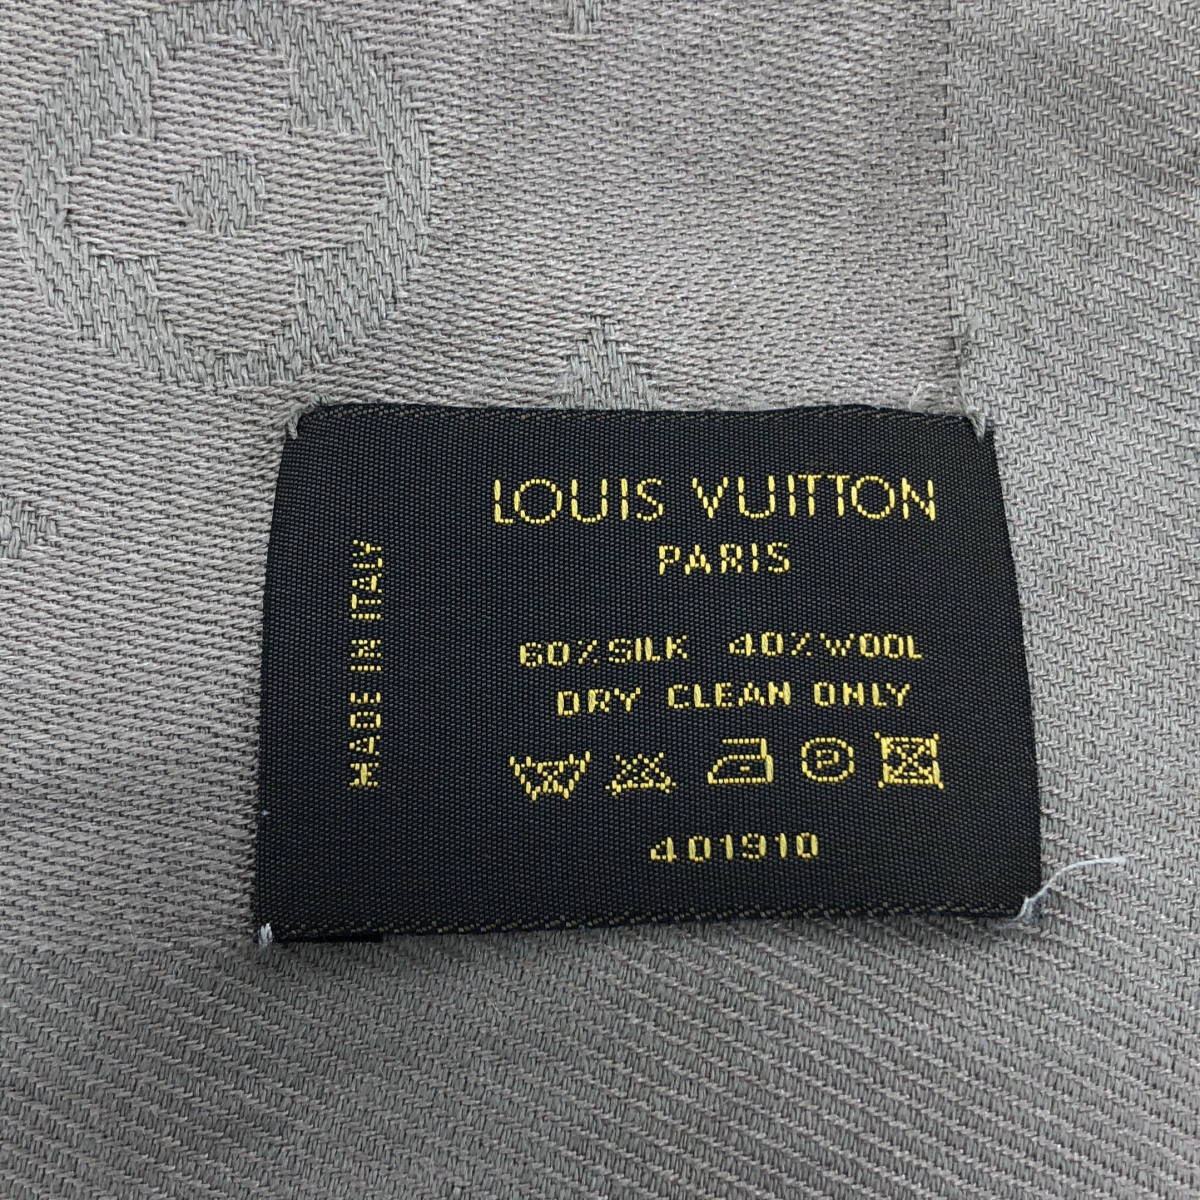 LOUIS VUITTON
PARIS
60% SILK 40% WOOL
DRY CLEAN ONLY
P
401910
MADE IN ITALY